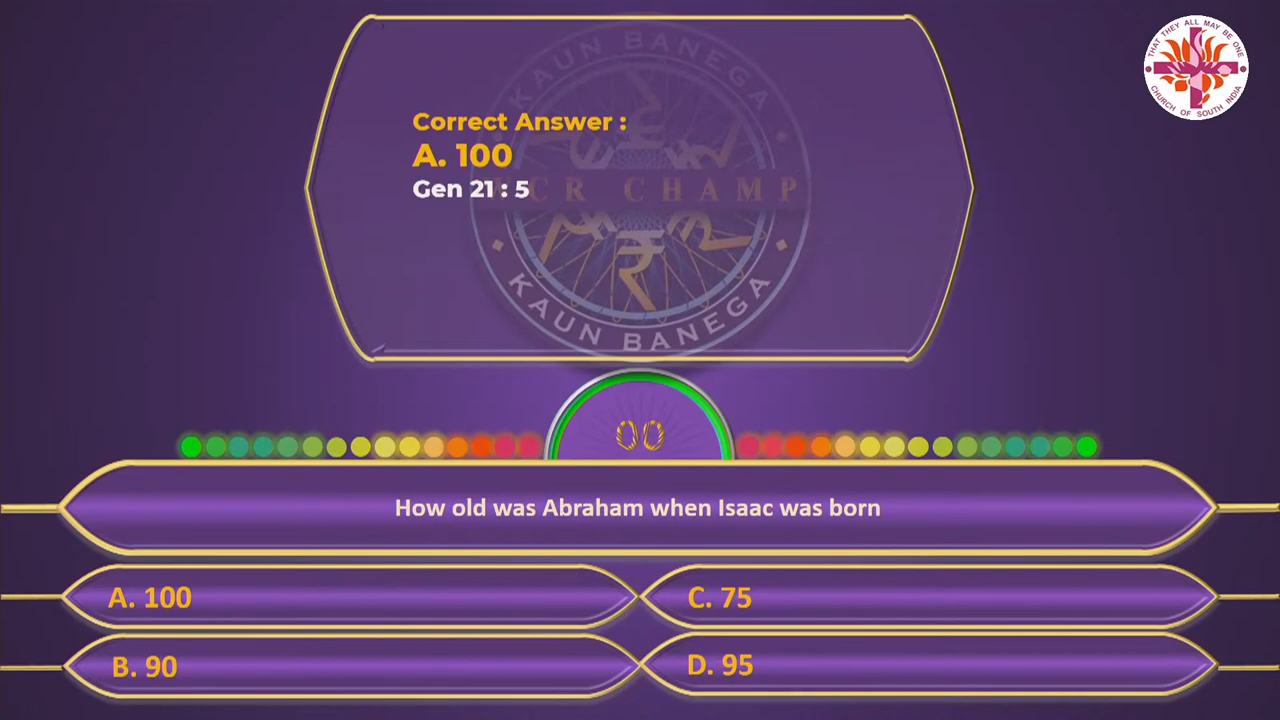 THAT THEY ALL MAY BE ONE
CHURCH OF SOUTH INDIA
KAUN BANEGA
Correct Answer :
A. 100
Gen 21 : 5
CR CHAMP
₹
KAUN BANEGA
00
How old was Abraham when Isaac was born
A. 100
C. 75
B. 90
D. 95